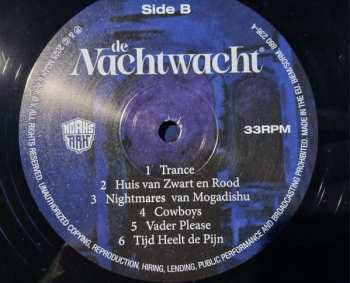 Side B
de
Nachtwacht
NOAHS
ARK
33RPM
1 Trance
2 Huis van Zwart en Rood
3 Nightmares van Mogadishu
4 Cowboys
5 Vader Please
6 Tijd Heelt de Pijn
ALL RIGHTS RESERVED. UNAUTHORIZED COPYING, REPRODUCTION, HIRING, LENDING, PUBLIC PERFORMANCE AND BROADCASTING PROHIBITED. MADE IN THE EU.